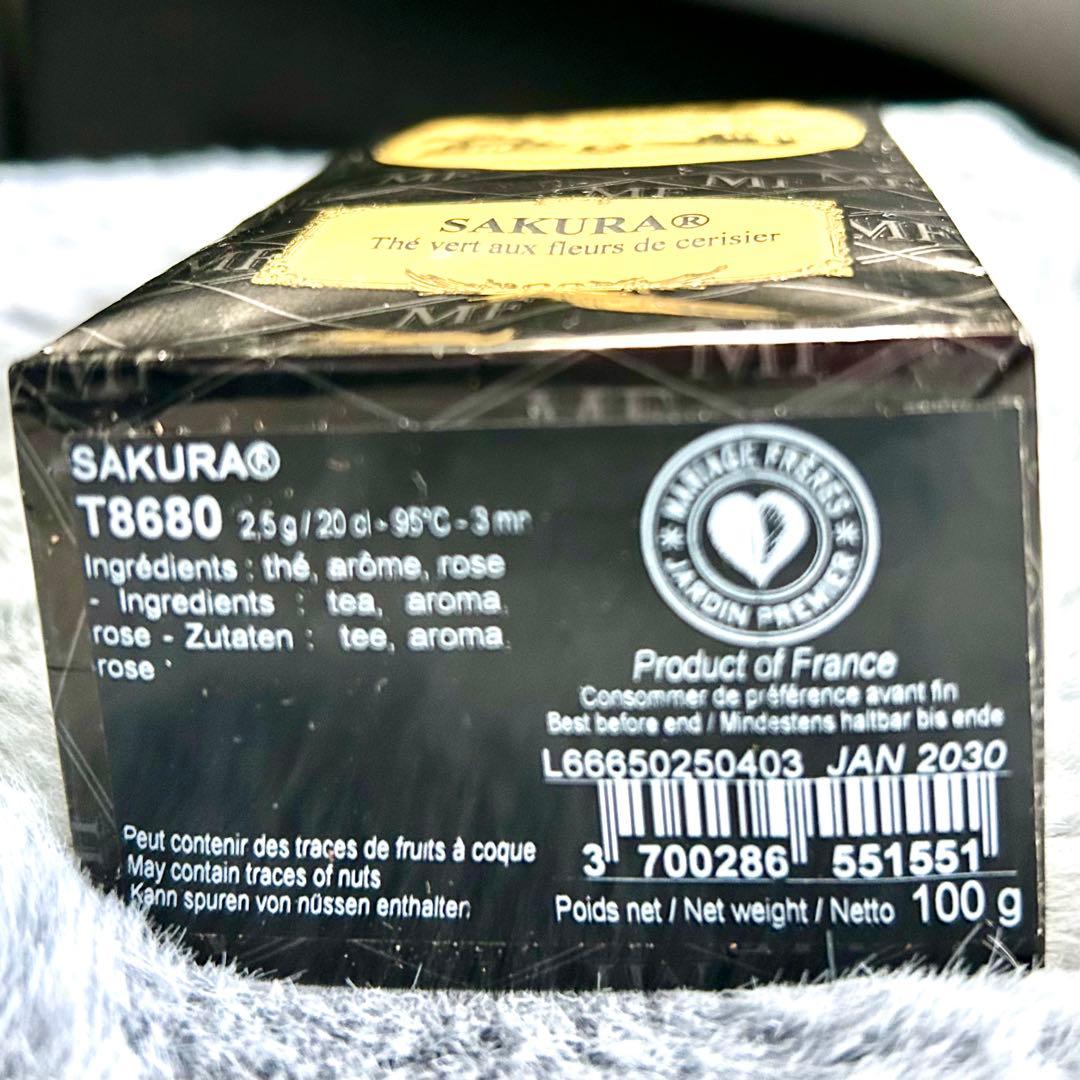 SAKURA®
Thé vert aux fleurs de cerisier
MF
SAKURA®
T8680 2,5 g / 20 cl - 95°C - 3 mn
Ingrédients : thé, arôme, rose
- Ingredients : tea, aroma,
rose - Zutaten : tee, aroma,
rose
Peut contenir des traces de fruits à coque
May contain traces of nuts
Kann spuren von nüssen enthalten
MARIAGE FRÈRES
JARDIN PREMIER
Product of France
Consommer de préférence avant fin
Best before end / Mindestens haltbar bis ende
L66650250403 JAN 2030
3 700286 551551
Poids net / Net weight / Netto 100 g